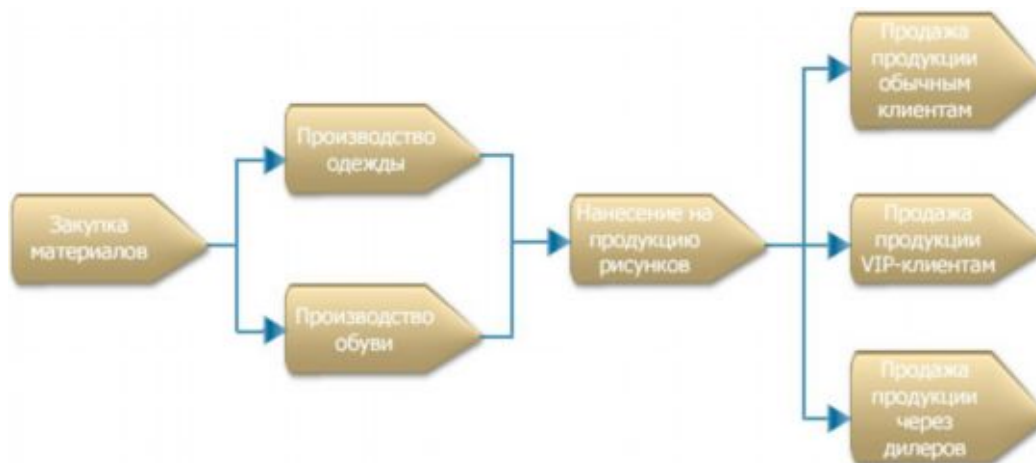 Закупка
материалов
Производство
одежды
Производство
обуви
Нанесение на
продукцию
рисунков
Продажа
продукции
обычным
клиентам
Продажа
продукции
VIP-клиентам
Продажа
продукции
через
дилеров